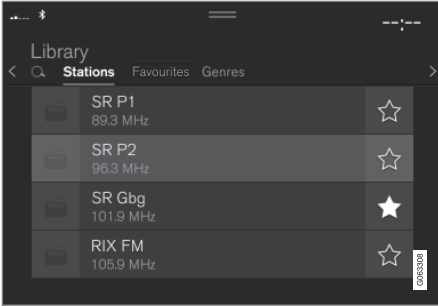 --:--
Library
Stations Favourites Genres
SR P1
89.3 MHz
SR P2
96.3 MHz
SR Gbg
101.9 MHz
RIX FM
105.9 MHz
G063308